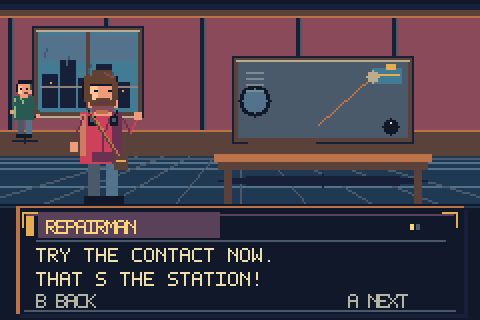 REPAIRMAN
TRY THE CONTACT NOW.
THAT S THE STATION!
B BACK
A NEXT